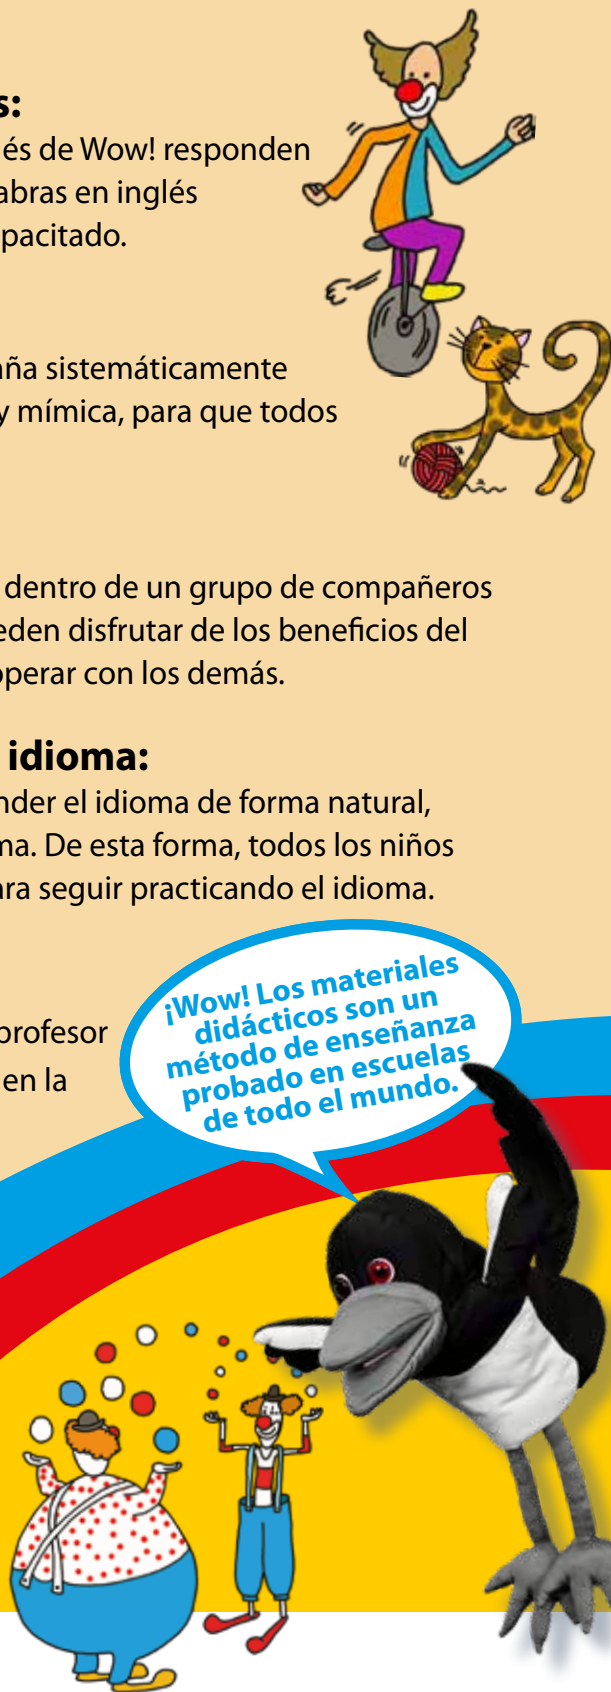 s:
és de Wow! responden
abras en inglés
pacitado.
aña sistemáticamente
y mímica, para que todos
dentro de un grupo de compañeros
eden disfrutar de los beneficios del
operar con los demás.
idioma:
nder el idioma de forma natural,
ma. De esta forma, todos los niños
ara seguir practicando el idioma.
profesor
en la
¡Wow! Los materiales
didácticos son un
método de enseñanza
probado en escuelas
de todo el mundo.